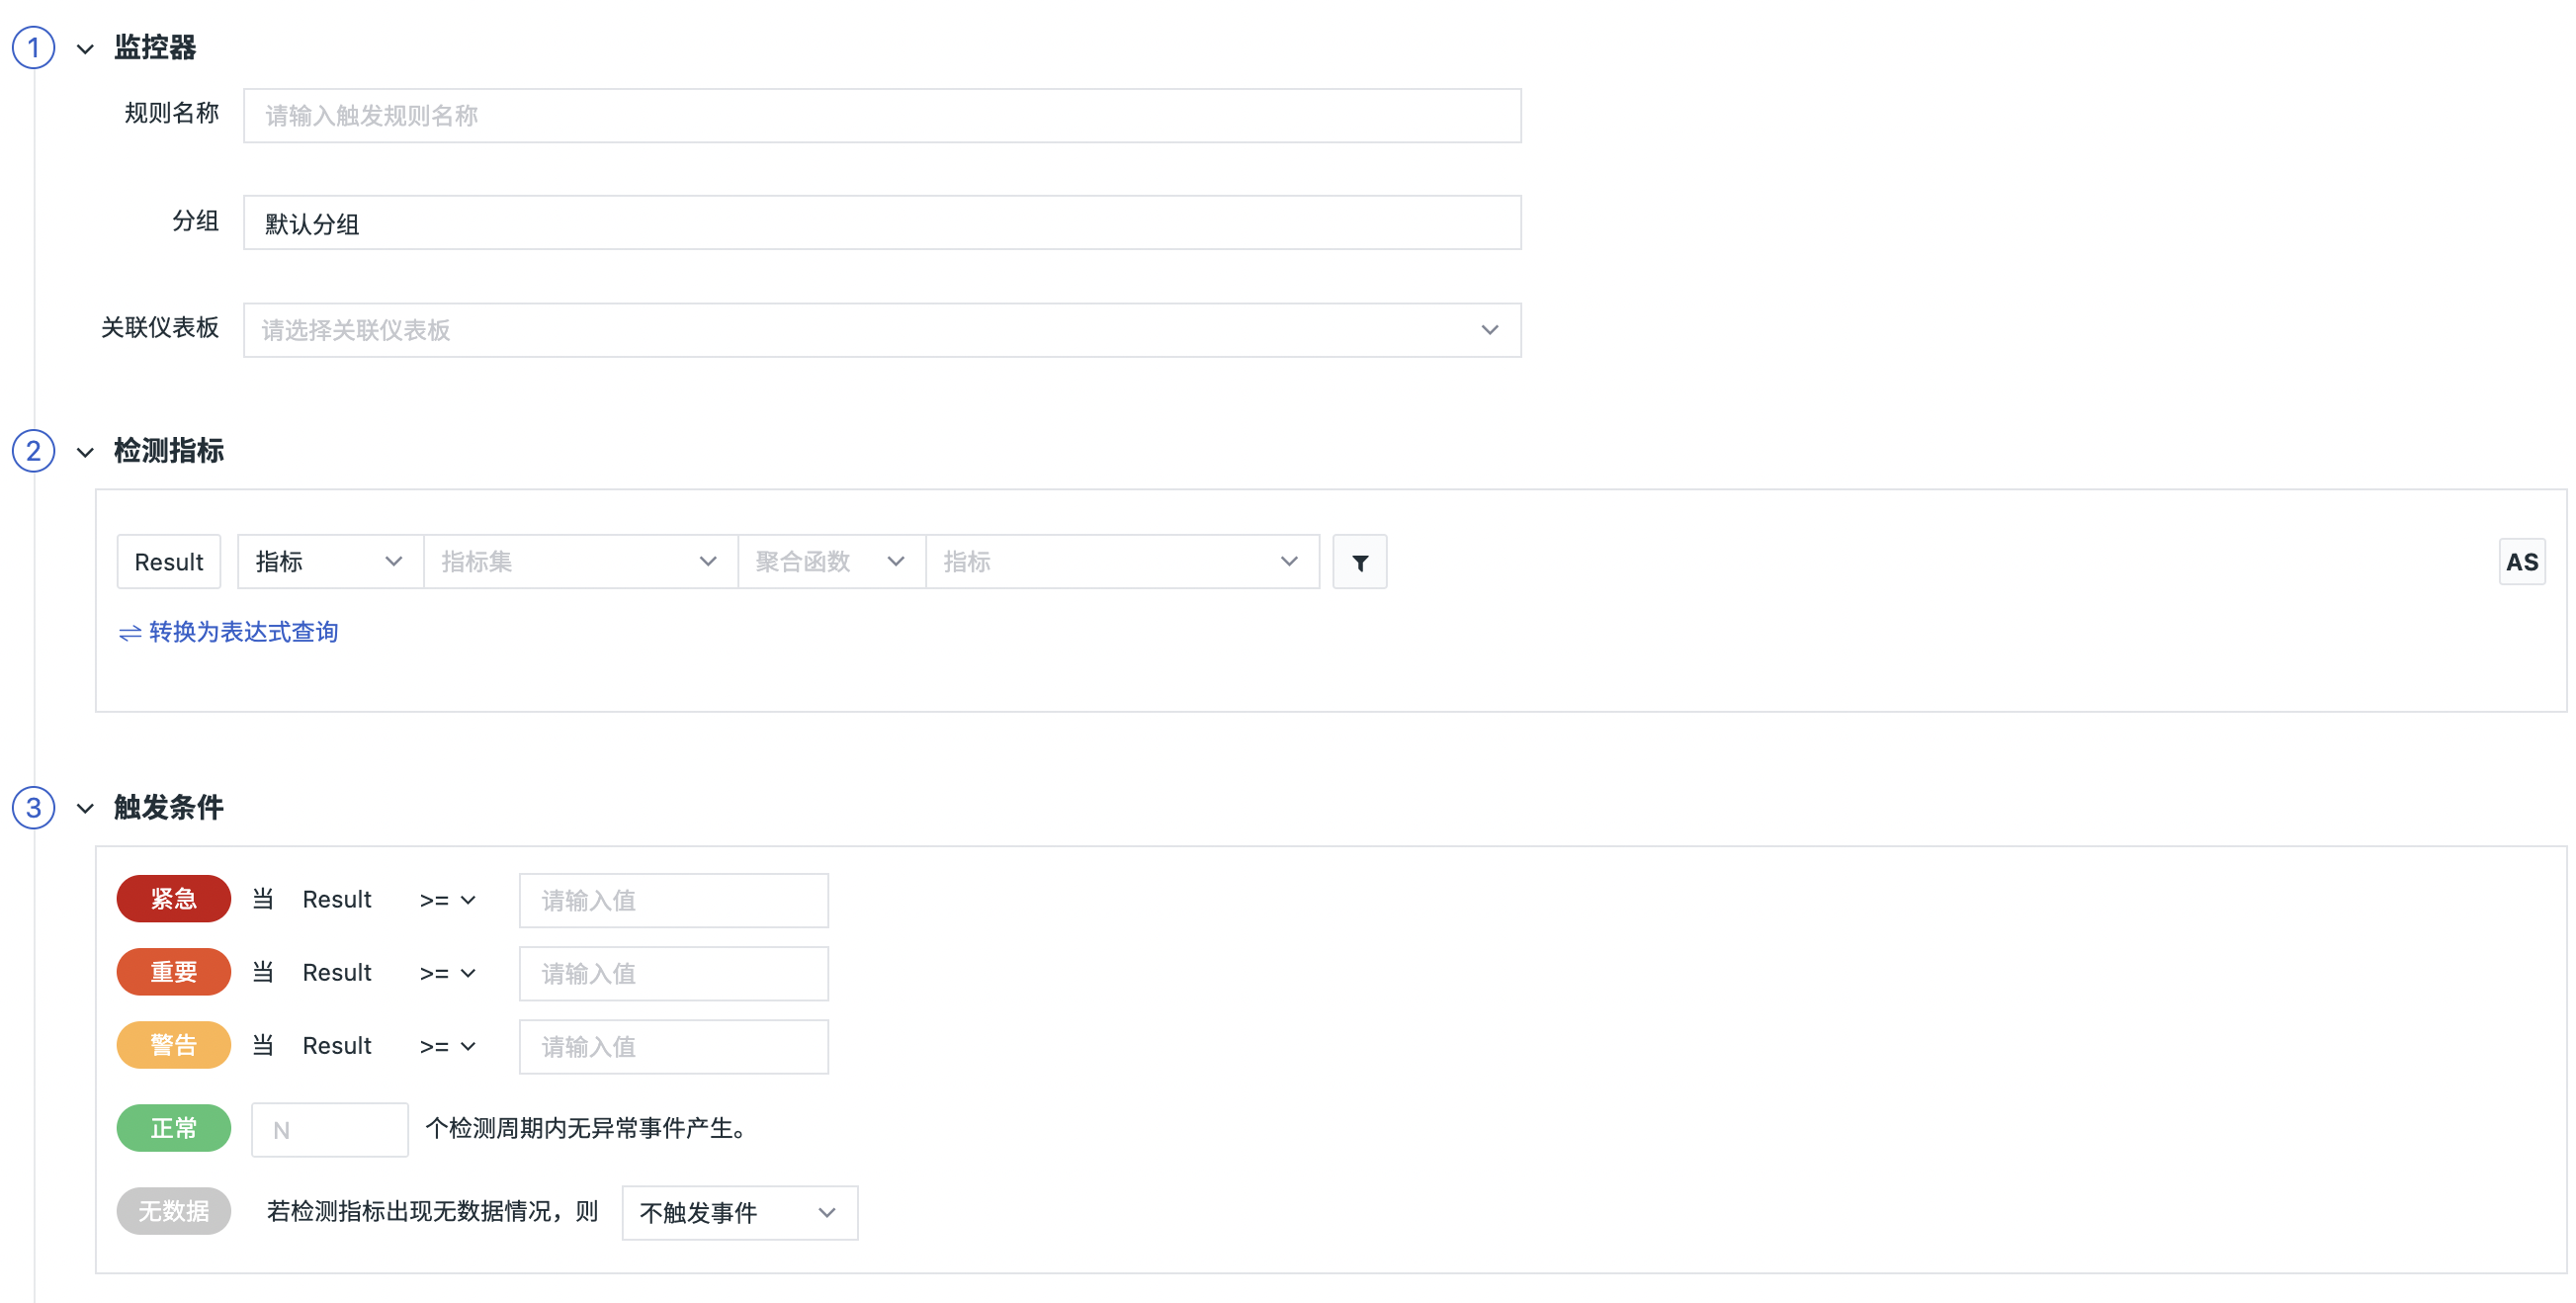 1 监控器
规则名称 请输入触发规则名称
分组 默认分组
关联仪表板 请选择关联仪表板
2 检测指标
Result 指标 指标集 聚合函数 指标 AS
转换为表达式查询
3 触发条件
紧急 当 Result >= 请输入值
重要 当 Result >= 请输入值
警告 当 Result >= 请输入值
正常 N 个检测周期内无异常事件产生。
无数据 若检测指标出现无数据情况，则 不触发事件